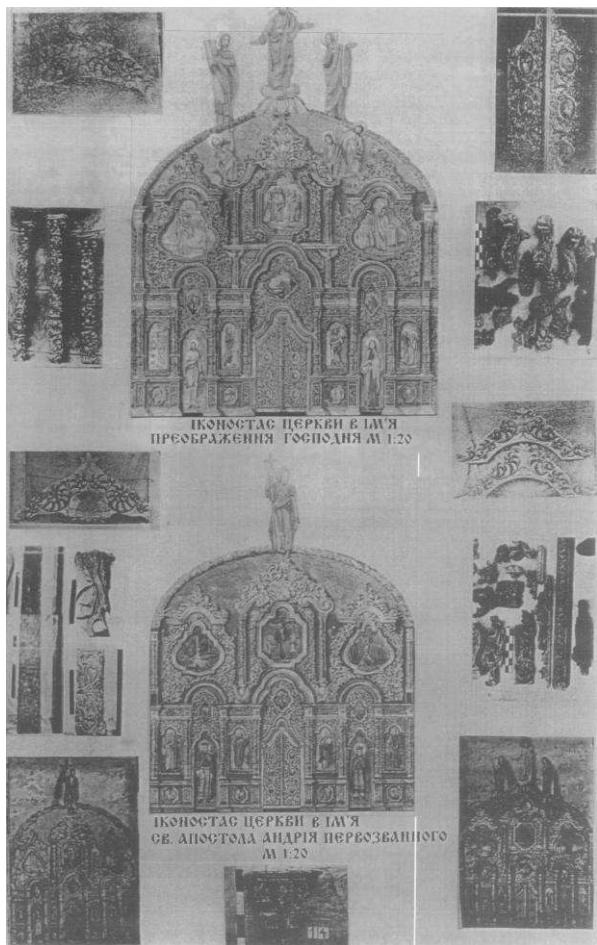 ІКОНОСТАС ЦЕРКВИ В ІМ'Я
ПРЕОБРАЖЕННЯ ГОСПОДНЯ М 1:20
ІКОНОСТАС ЦЕРКВИ В ІМ'Я
СВ. АПОСТОЛА АНДРІЯ ПЕРВОЗВАННОГО
М 1:20